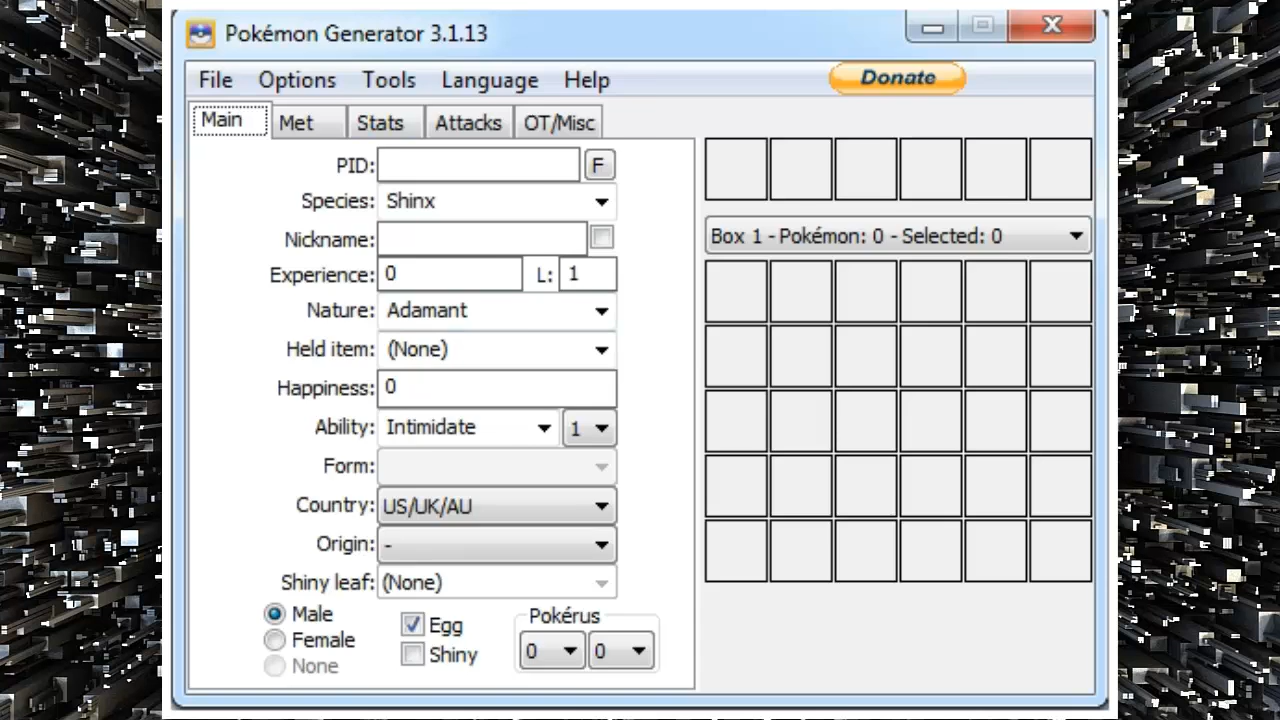 Pokémon Generator 3.1.13
File Options Tools Language Help Donate
Main Met Stats Attacks OT/Misc
PID: F
Species: Shinx
Nickname:
Box 1 - Pokémon: 0 - Selected: 0
Experience: 0 L: 1
Nature: Adamant
Held item: (None)
Happiness: 0
Ability: Intimidate 1
Form:
Country: US/UK/AU
Origin: -
Shiny leaf: (None)
Male
Female
None
Egg
Shiny
Pokérus
0 0